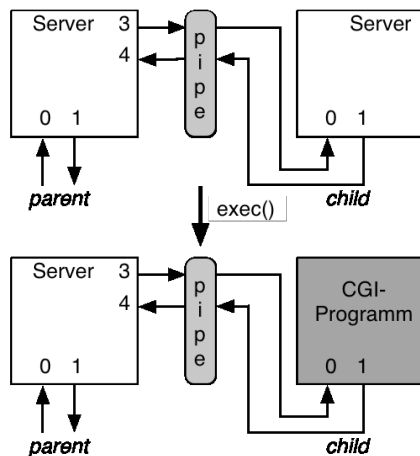 Server 3
4
0 1
parent
p
i
p
e
Server
0 1
child
exec()
Server 3
4
0 1
parent
p
i
p
e
CGI-
Programm
0 1
child